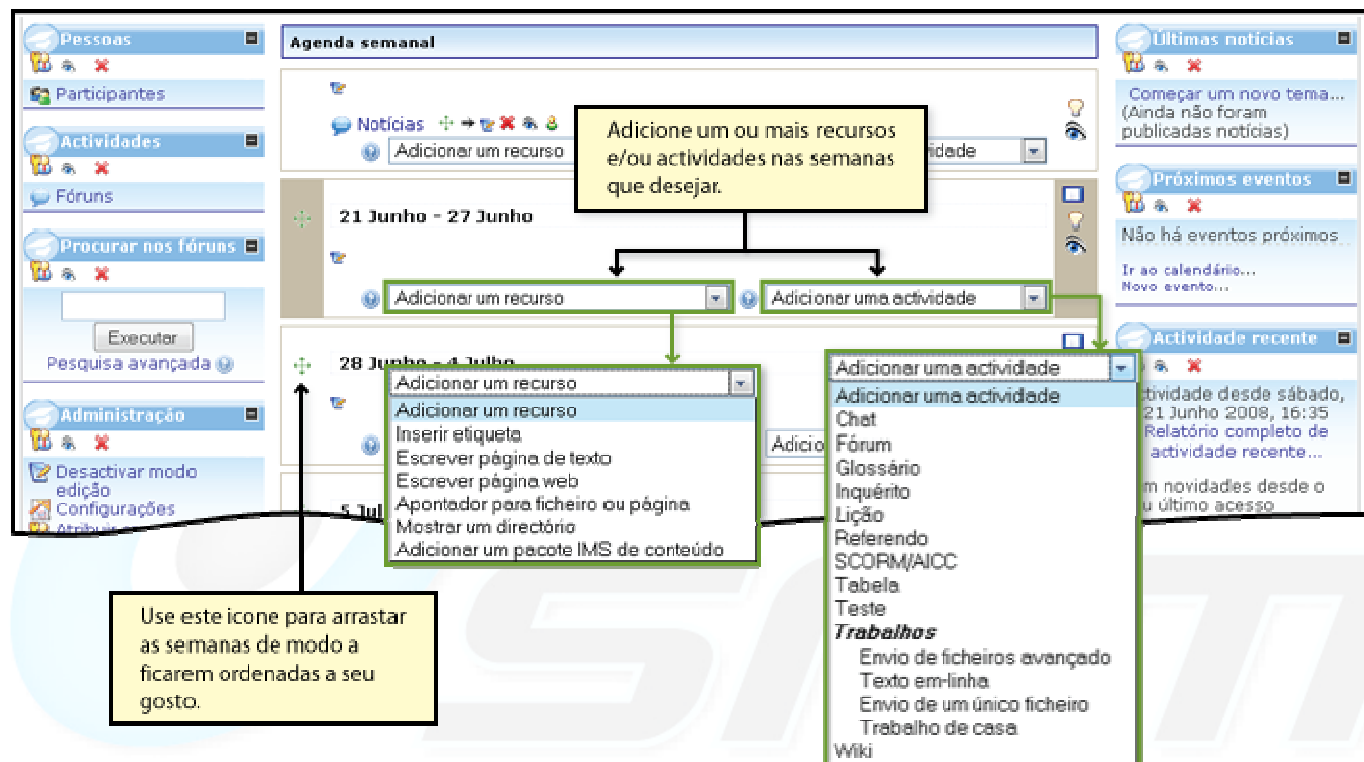 Pessoas
Participantes
Actividades
Fóruns
Procurar nos fóruns
Executar
Pesquisa avançada
Administração
Desactivar modo
edição
Configurações
Agenda semanal
Notícias
Adicionar um recurso
Adicione um ou mais recursos
e/ou actividades nas semanas
que desejar.
21 Junho - 27 Junho
Adicionar um recurso
Adicionar uma actividade
28 Junho - 4 Julho
Adicionar um recurso
Adicionar um recurso
Inserir etiqueta
Escrever página de texto
Escrever página web
Apontador para ficheiro ou página
Mostrar um directório
Adicionar um pacote IMS de conteúdo
Adicionar uma actividade
Adicionar uma actividade
Chat
Fórum
Glossário
Inquérito
Lição
Referendo
SCORM/AICC
Tabela
Teste
Trabalhos
Envio de ficheiros avançado
Texto em-linha
Envio de um único ficheiro
Trabalho de casa
Wiki
Últimas notícias
Começar um novo tema...
(Ainda não foram
publicadas notícias)
Próximos eventos
Não há eventos próximos
Ir ao calendário...
Novo evento...
Actividade recente
desde sábado,
21 Junho 2008, 16:35
Relatório completo de
actividade recente...
novidades desde o
último acesso
Use este icone para arrastar
as semanas de modo a
ficarem ordenadas a seu
gosto.